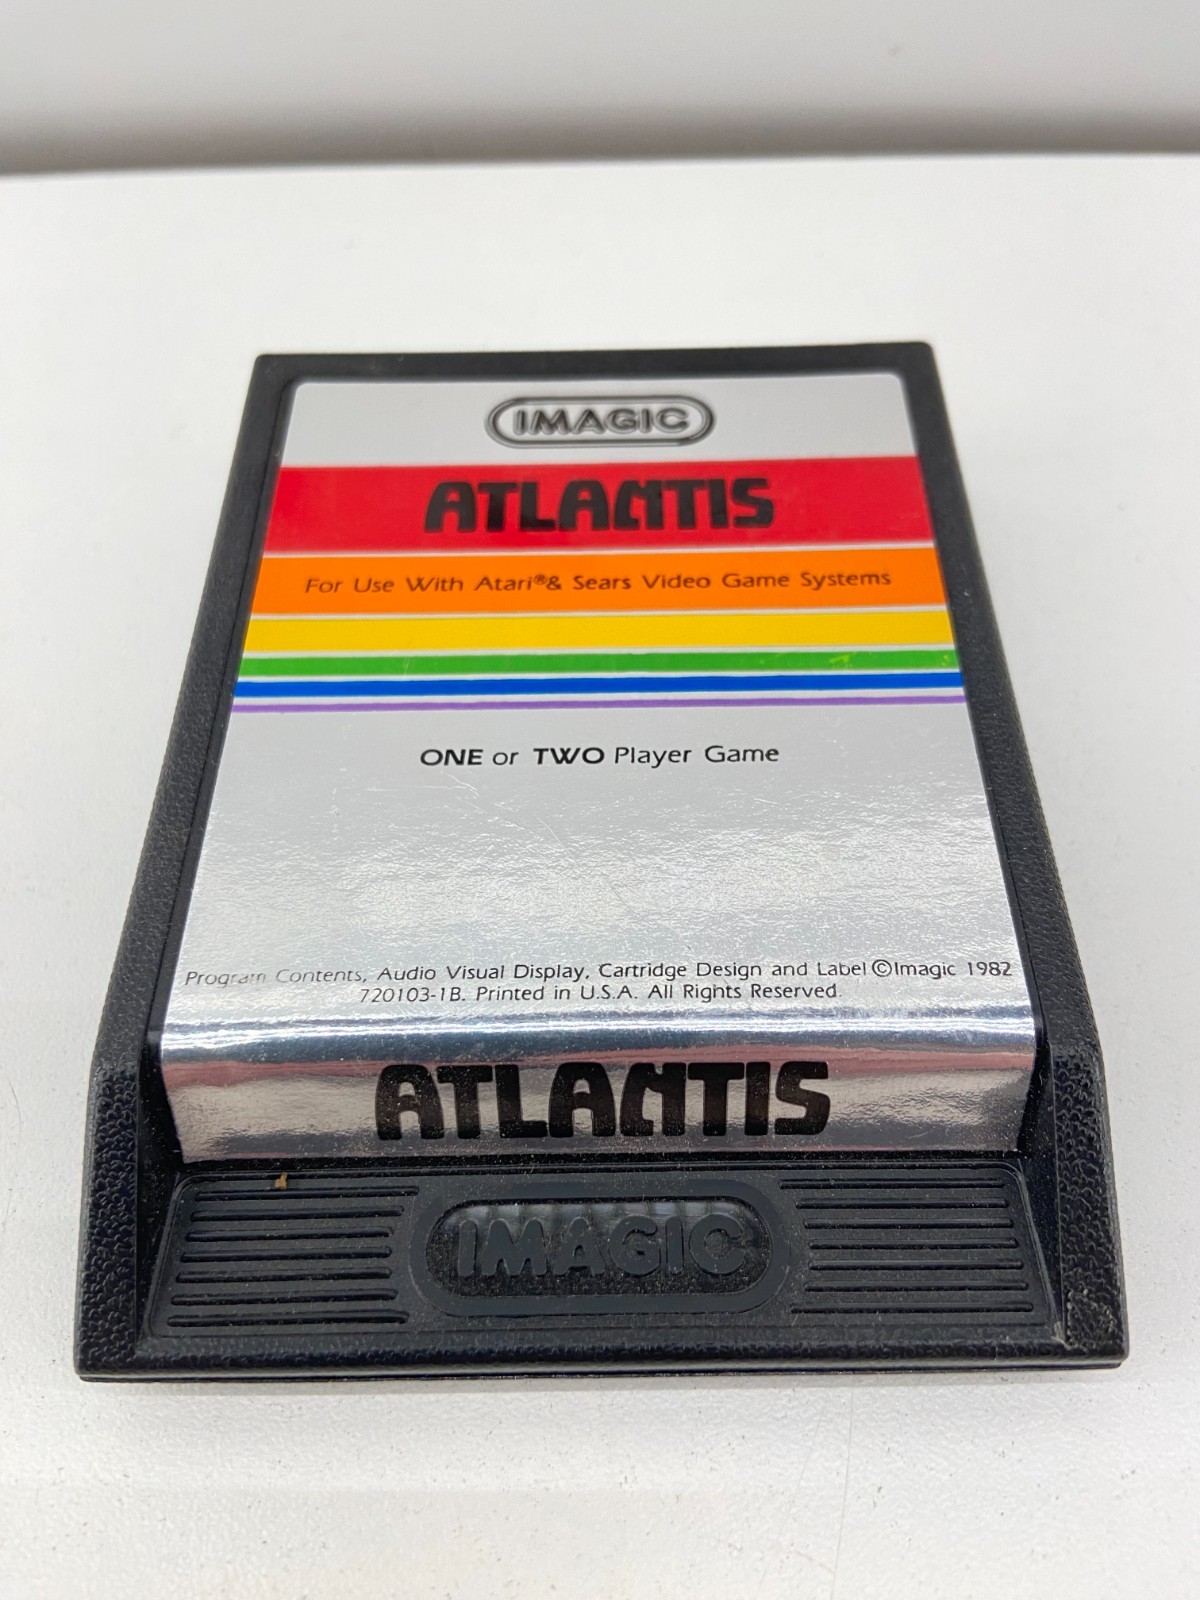 IMAGIC
ATLANTIS
For Use With Atari®& Sears Video Game Systems
ONE or TWO Player Game
Program Contents, Audio Visual Display, Cartridge Design and Label ©Imagic 1982
720103-1B. Printed in U.S.A. All Rights Reserved.
ATLANTIS
IMAGIC